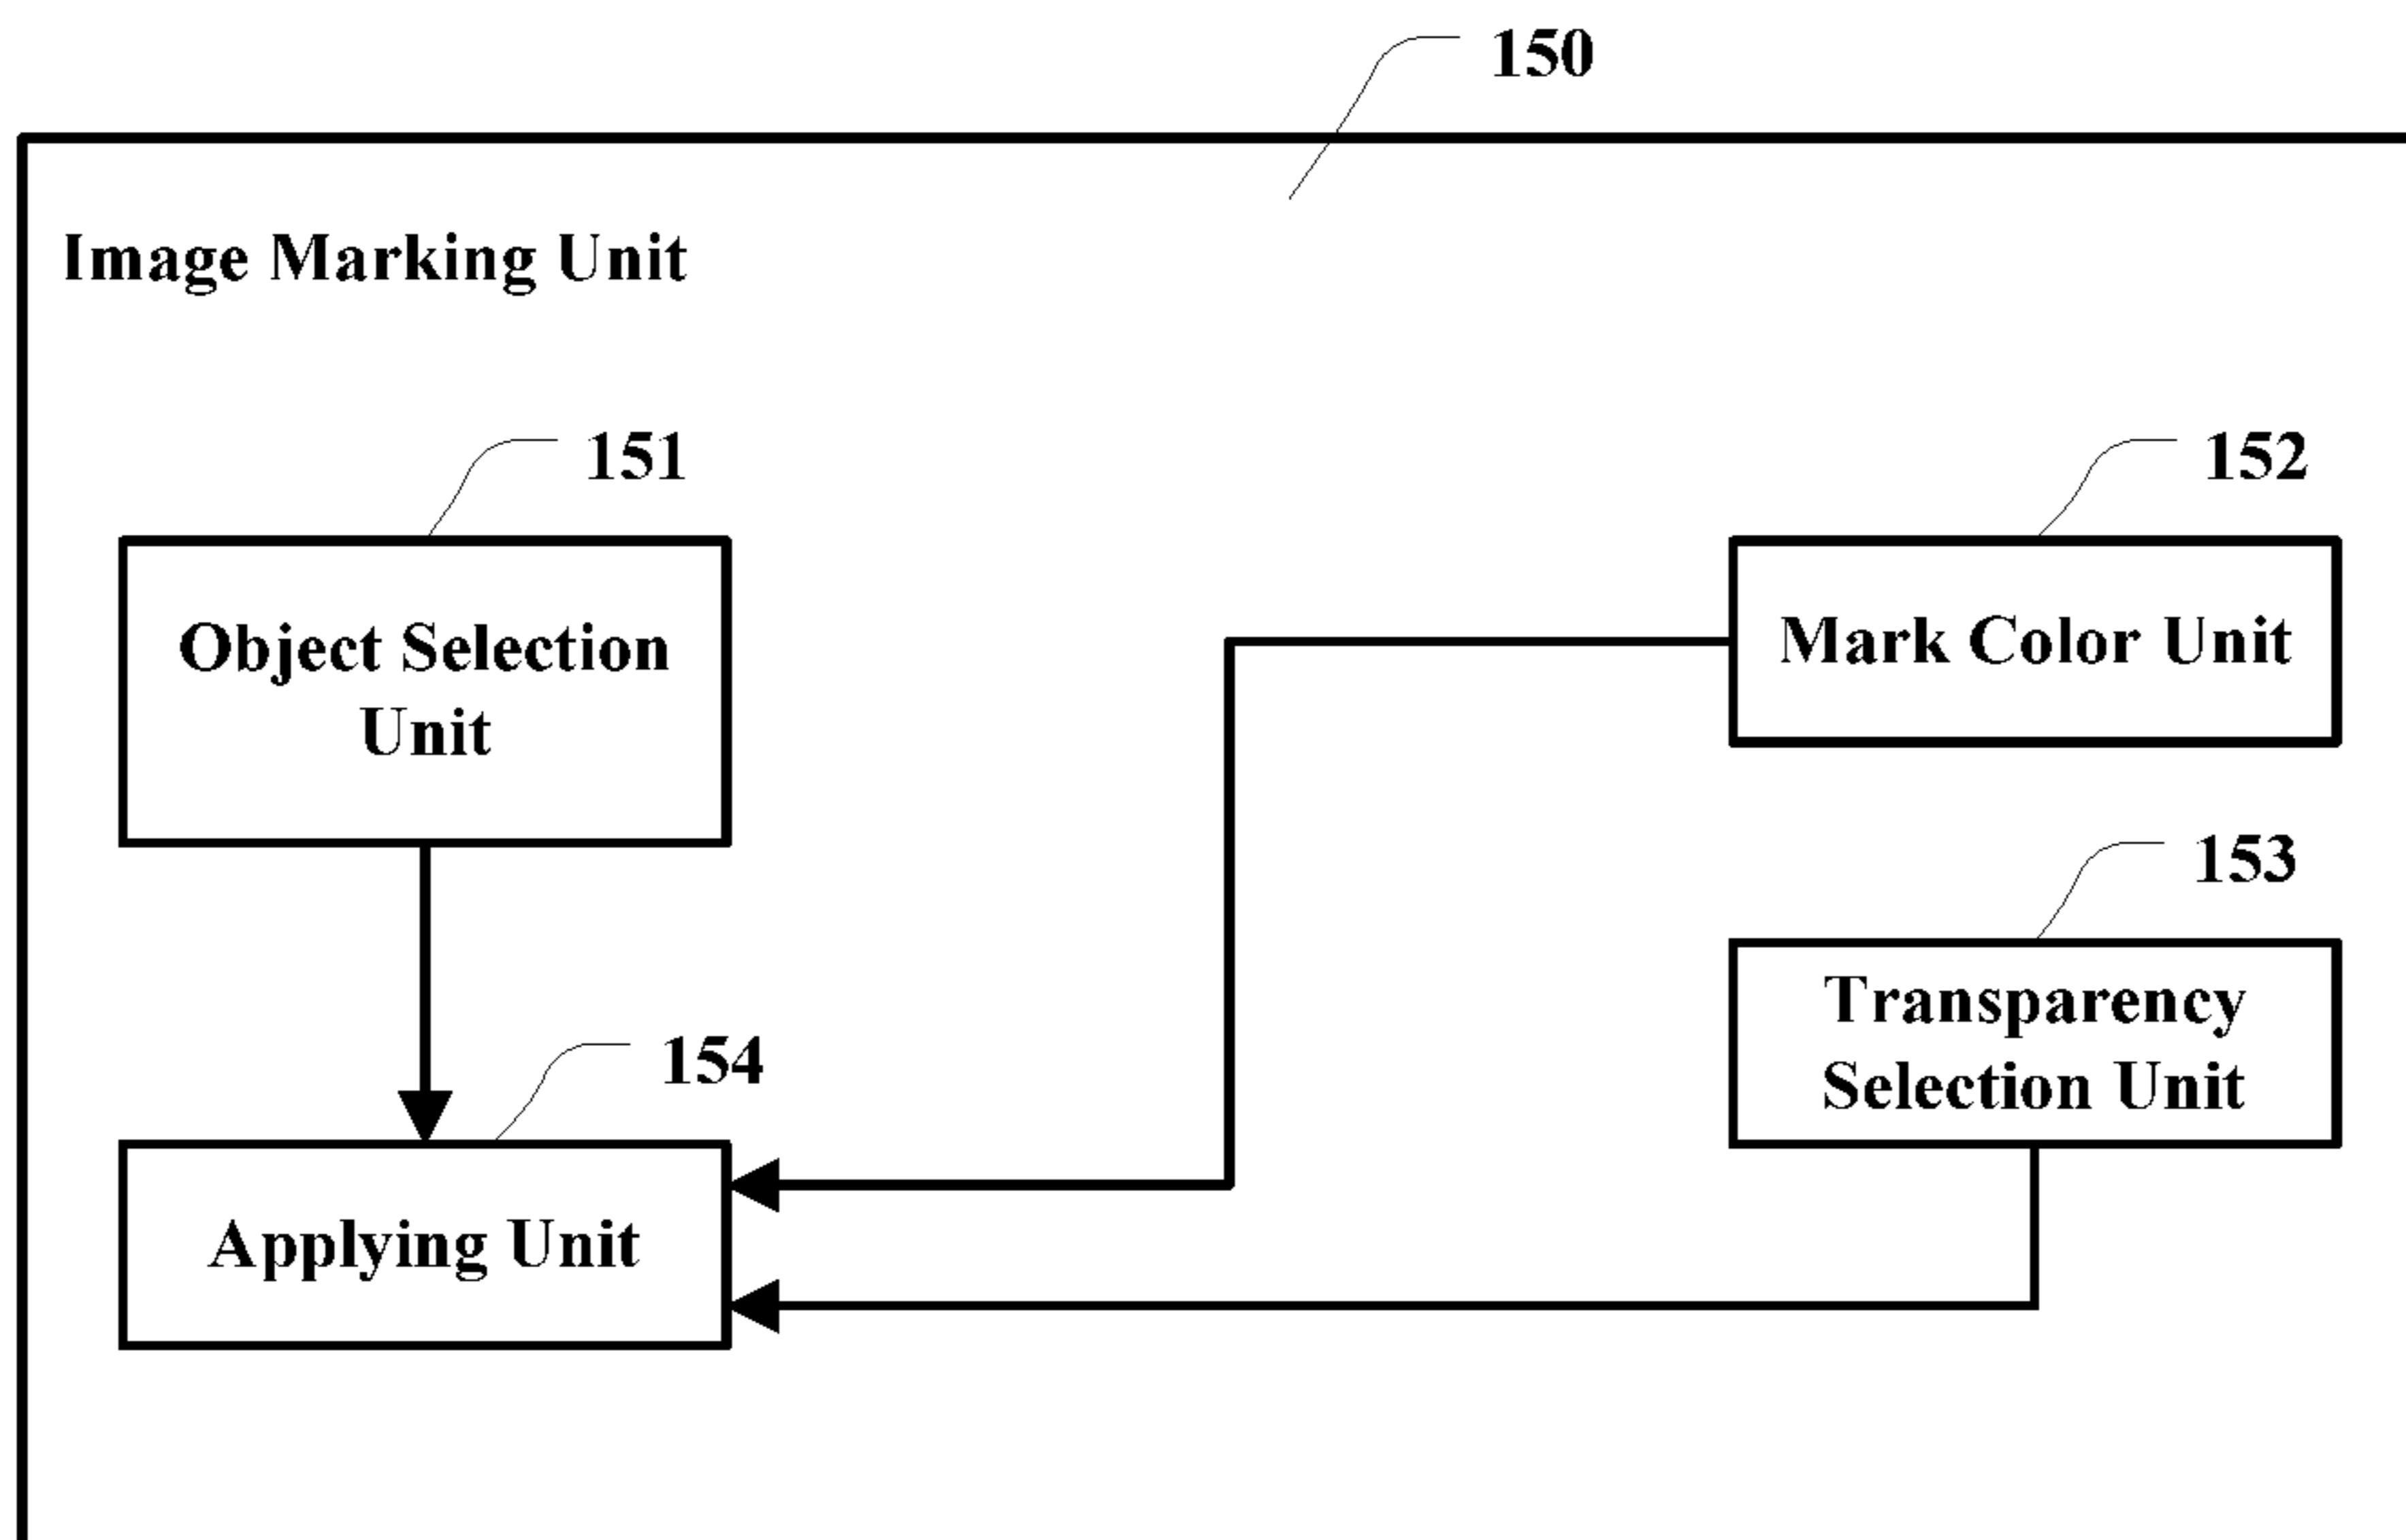 150
Image Marking Unit
151
152
Object Selection
Unit
Mark Color Unit
153
Transparency
Selection Unit
154
Applying Unit